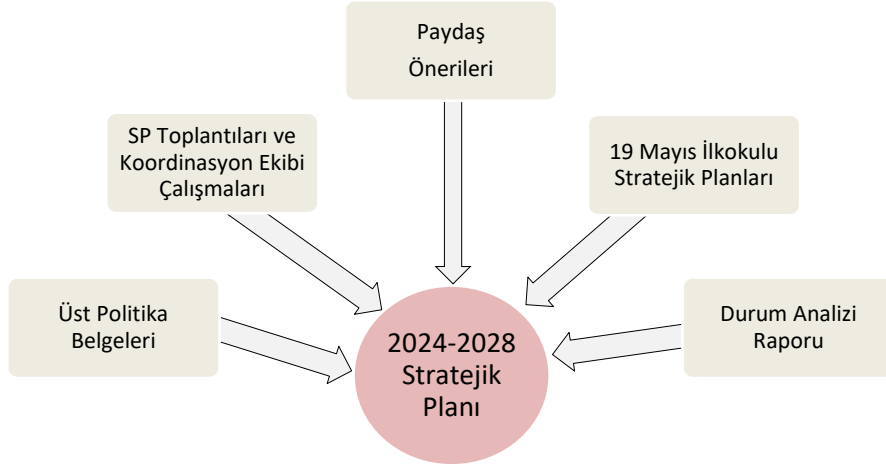 Paydaş
Önerileri
SP Toplantıları ve
Koordinasyon Ekibi
Çalışmaları
19 Mayıs İlkokulu
Stratejik Planları
Üst Politika
Belgeleri
Durum Analizi
Raporu
2024-2028
Stratejik
Planı